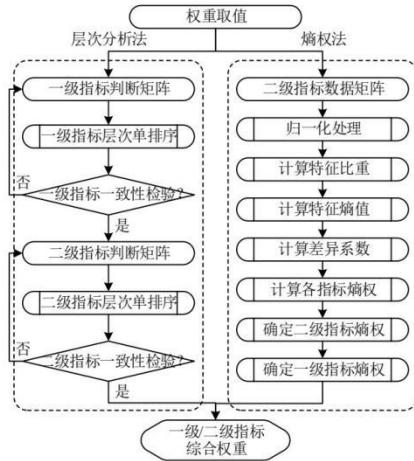 权重取值
层次分析法
熵权法
一级指标判断矩阵
一级指标层次单排序
一级指标一致性检验?
否
是
二级指标判断矩阵
二级指标层次单排序
二级指标一致性检验?
否
是
二级指标数据矩阵
归一化处理
计算特征比重
计算特征熵值
计算差异系数
计算各指标熵权
确定二级指标熵权
确定一级指标熵权
一级/二级指标
综合权重